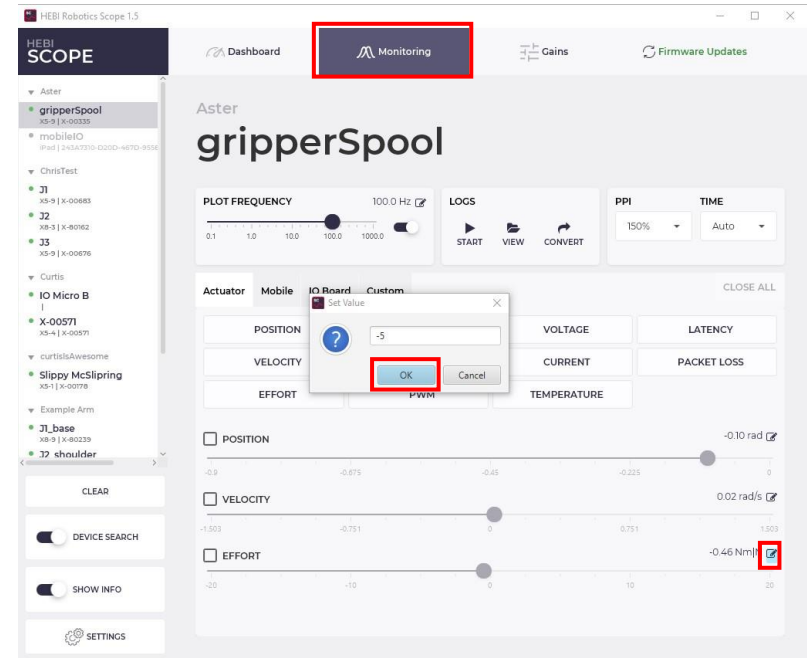 HEBI Robotics Scope 1.5
HEBI
SCOPE
Dashboard
Monitoring
Gains
Firmware Updates
Aster
gripperSpool
X5-9 | X-00335
mobileIO
ChrisTest
J1
X5-9 | X-00683
J2
X8-3 | X-80162
J3
X5-9 | X-00676
Curtis
IO Micro B
|
X-00571
X5-4 | X-00571
curtisIsAwesome
Slippy McSlipring
X5-1 | X-00178
Example Arm
J1_base
X8-9 | X-80239
J2_shoulder
CLEAR
DEVICE SEARCH
SHOW INFO
SETTINGS
Aster
gripperSpool
PLOT FREQUENCY
100.0 Hz
0.1 1.0 10.0 100.0 1000.0
LOGS
START VIEW CONVERT
PPI TIME
150% Auto
Actuator Mobile IO Board Custom
CLOSE ALL
POSITION VOLTAGE LATENCY
VELOCITY CURRENT PACKET LOSS
EFFORT PWM TEMPERATURE
Set Value
-5
OK Cancel
POSITION -0.10 rad
-0.9 -0.675 -0.45 -0.225 0
VELOCITY 0.02 rad/s
-1.503 -0.751 0 0.751 1.503
EFFORT -0.46 Nm|
-20 -10 0 10 20